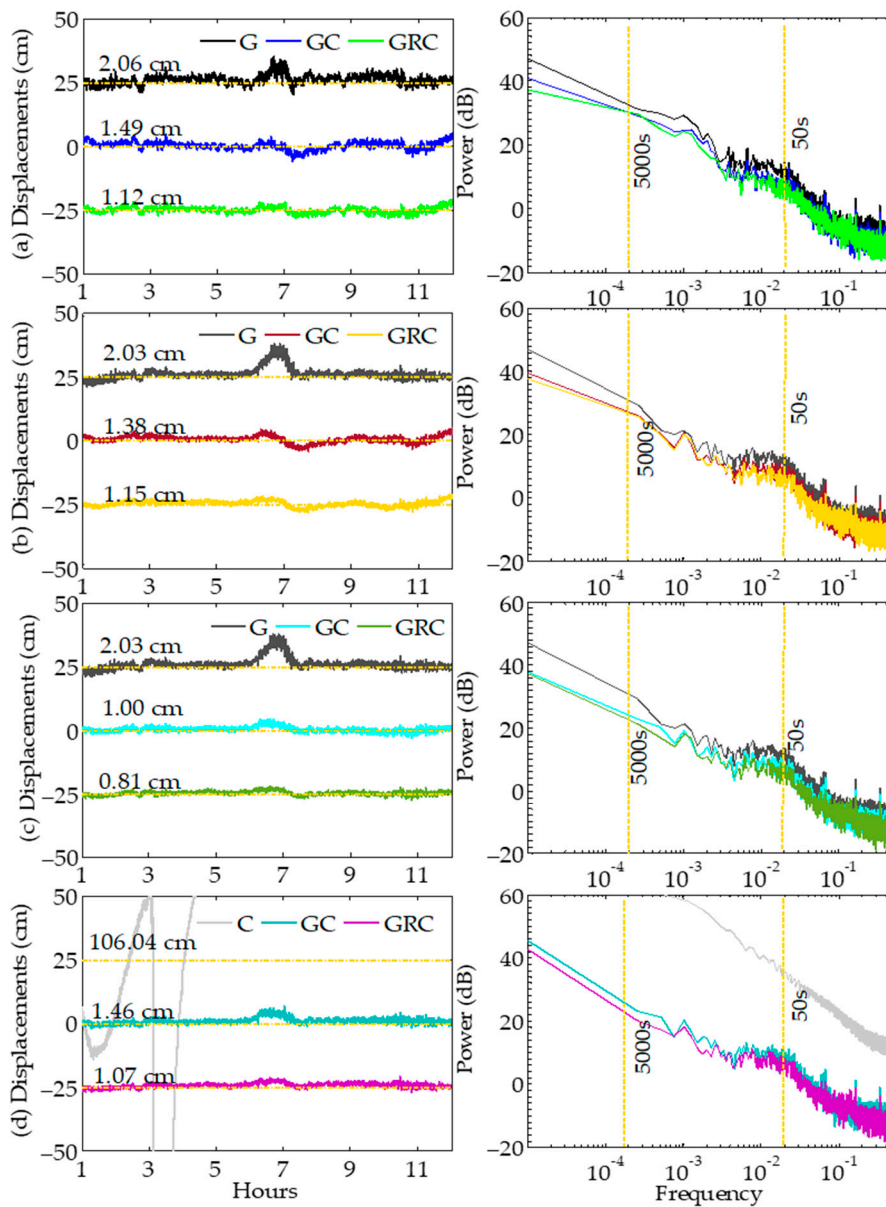 (a) Displacements (cm)
50
25
0
−25
−50
G GC GRC
2.06 cm
1.49 cm
1.12 cm
1 3 5 7 9 11
Power (dB)
60
40
20
0
−20
5000s
50s
10-4 10-3 10-2 10-1
(b) Displacements (cm)
50
25
0
−25
−50
G GC GRC
2.03 cm
1.38 cm
1.15 cm
1 3 5 7 9 11
Power (dB)
60
40
20
0
−20
5000s
50s
10-4 10-3 10-2 10-1
(c) Displacements (cm)
50
25
0
−25
−50
G GC GRC
2.03 cm
1.00 cm
0.81 cm
1 3 5 7 9 11
Power (dB)
60
40
20
0
−20
5000s
50s
10-4 10-3 10-2 10-1
(d) Displacements (cm)
50
25
0
−25
−50
C GC GRC
106.04 cm
1.46 cm
1.07 cm
1 3 5 7 9 11
Hours
Power (dB)
60
40
20
0
−20
5000s
50s
10-4 10-3 10-2 10-1
Frequency